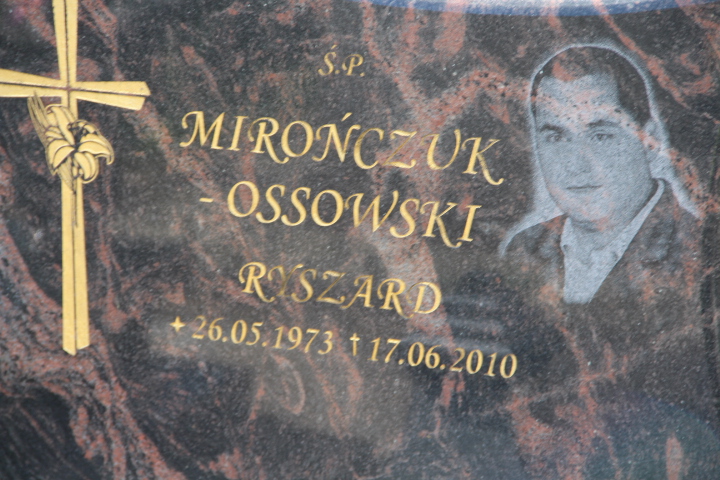 Ś.P.
MIROŃCZUK
- OSSOWSKI
RYSZARD
✦ 26.05.1973 † 17.06.2010